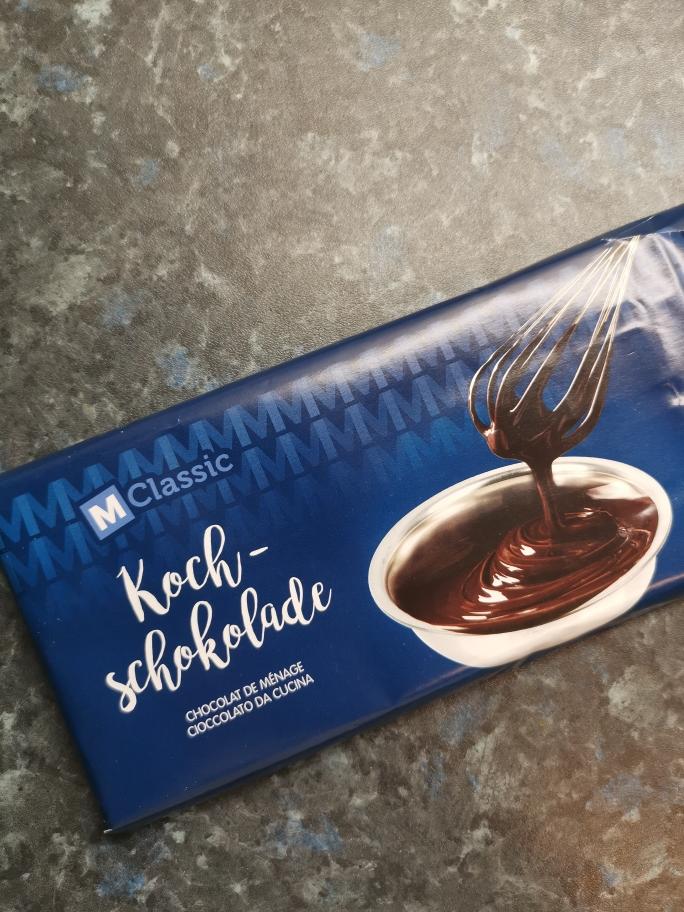 M Classic
Koch-
schokolade
CHOCOLAT DE MÉNAGE
CIOCCOLATO DA CUCINA